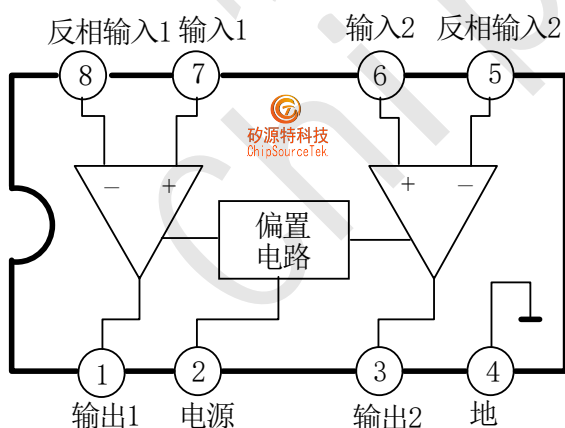 反相输入1 输入1 输入2 反相输入2
8 7 6 5
矽源特科技
ChipSourceTek
− + + −
偏置
电路
1 2 3 4
输出1 电源 输出2 地
Chip